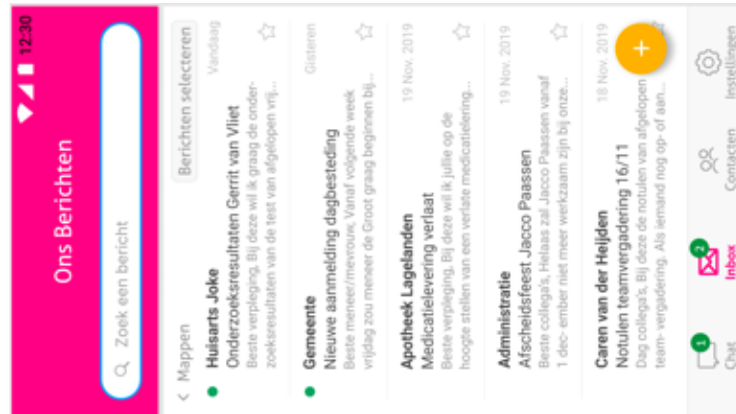 12:30
Ons Berichten
Zoek een bericht
< Mappen
Berichten selecteren
Huisarts Joke
Vandaag
Onderzoeksresultaten Gerrit van Vliet
Beste verpleging, Bij deze wil ik graag de onder-
zoeksresultaten van de test van afgelopen vrij...
Gemeente
Gisteren
Nieuwe aanmelding dagbesteding
Beste meneer/mevrouw, Vanaf volgende week
vrijdag zou meneer de Groot graag beginnen bij...
Apotheek Lagelanden
19 Nov. 2019
Medicatielevering verlaat
Beste verpleging, Bij deze wil ik jullie op de
hoogte stellen van een verlate medicatielering...
Administratie
19 Nov. 2019
Afscheidsfeest Jacco Paassen
Beste collega's, Helaas zal Jacco Paassen vanaf
1 dec- ember niet meer werkzaam zijn bij onze...
Caren van der Heijden
18 Nov. 2019
Notulen teamvergadering 16/11
Dag collega's, Bij deze de notulen van afgelopen
team- vergadering. Als iemand nog op- of aan...
+
1
2
Chat
Inbox
Contacten
Instellingen